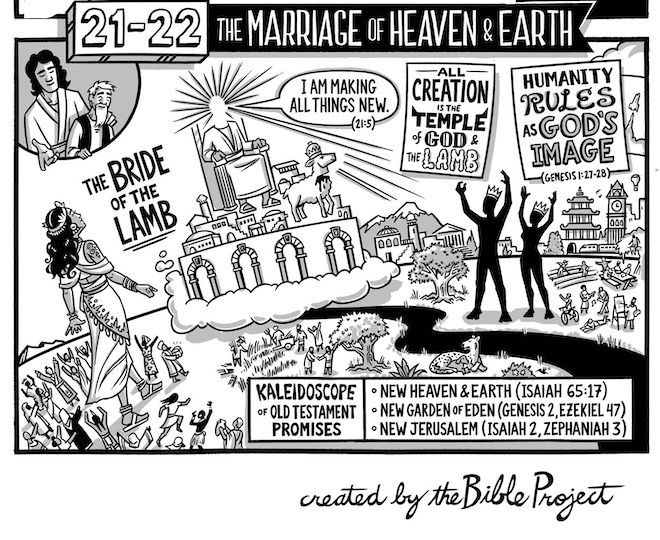 21-22 THE MARRIAGE OF HEAVEN & EARTH
I AM MAKING
ALL THINGS NEW.
(21:5)
ALL
CREATION
IS THE
TEMPLE
of GOD &
THE LAMB
HUMANITY
RULES
AS GOD'S
IMAGE
(GENESIS 1:27-28)
THE BRIDE
OF THE
LAMB
KALEIDOSCOPE
OF OLD TESTAMENT
PROMISES
• NEW HEAVEN & EARTH (ISAIAH 65:17)
• NEW GARDEN OF EDEN (GENESIS 2, EZEKIEL 47)
• NEW JERUSALEM (ISAIAH 2, ZEPHANIAH 3)
created by the Bible Project